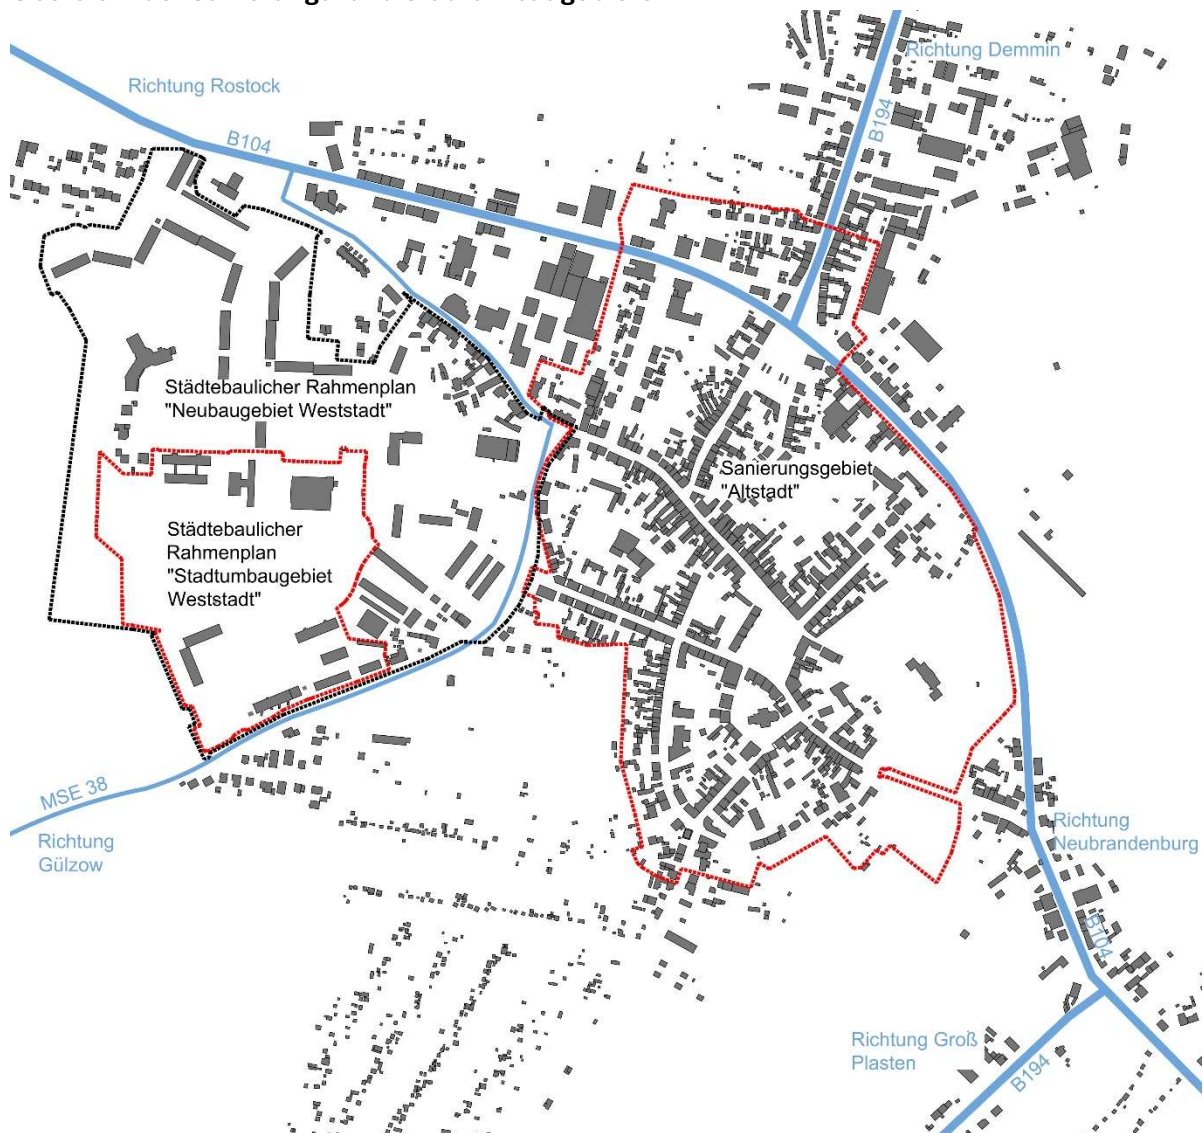 Richtung Demmin
Richtung Rostock
B104
B194
Städtebaulicher Rahmenplan
"Neubaugebiet Weststadt"
Sanierungsgebiet
"Altstadt"
Städtebaulicher
Rahmenplan
"Stadtumbaugebiet
Weststadt"
MSE 38
Richtung
Gülzow
Richtung
Neubrandenburg
B104
Richtung Groß
Plasten
B194